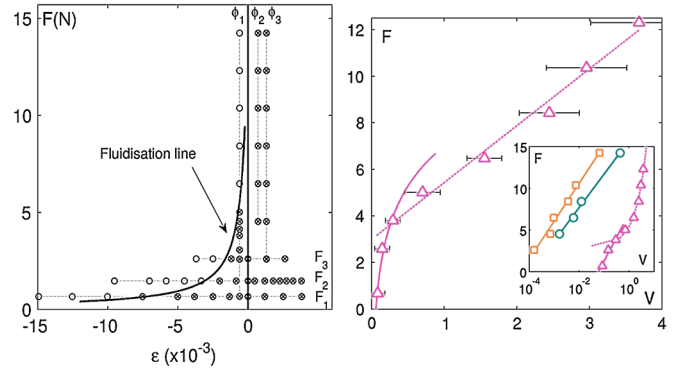 F(N)
ϕ1 ϕ2 ϕ3
15
10
5
0
Fluidisation line
F3
F2
F1
-15 -10 -5 0
ε (x10⁻³)
F
12
10
8
6
4
2
0
0 1 2 3 4
V
F
15
10
5
0
10⁻⁴ 10⁻² 10⁰
V